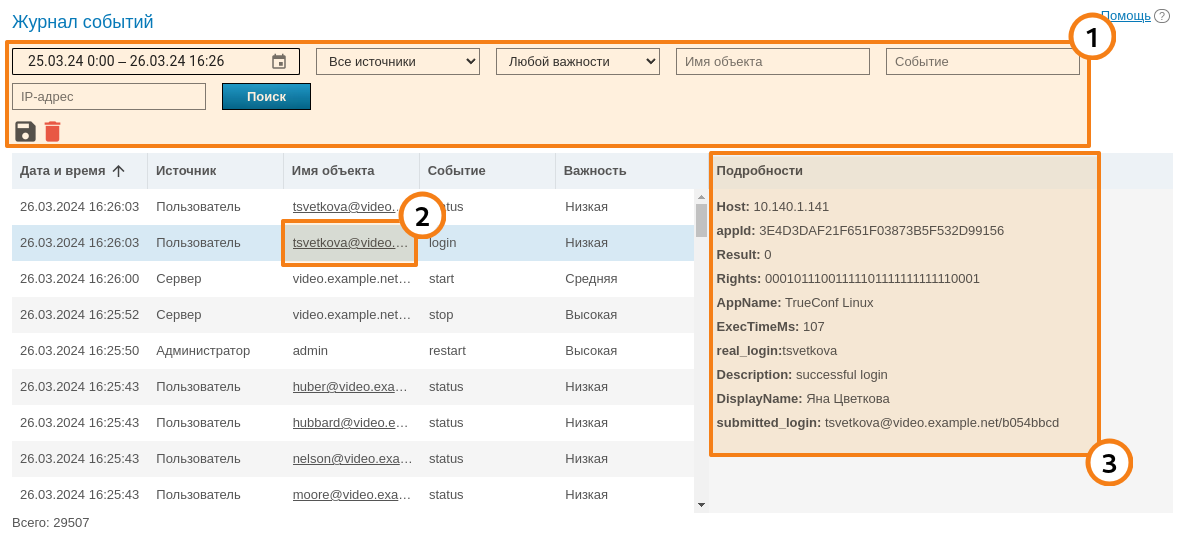 Журнал событий
Помощь ?
1
25.03.24 0:00 – 26.03.24 16:26 Все источники Любой важности Имя объекта Событие
IP-адрес Поиск
Дата и время Источник Имя объекта Событие Важность Подробности
26.03.2024 16:26:03 Пользователь tsvetkova@video. tus Низкая
2
26.03.2024 16:26:03 Пользователь tsvetkova@video.… login Низкая
26.03.2024 16:26:00 Сервер video.example.net… start Средняя
26.03.2024 16:25:52 Сервер video.example.net… stop Высокая
26.03.2024 16:25:50 Администратор admin restart Высокая
26.03.2024 16:25:43 Пользователь huber@video.exa… status Низкая
26.03.2024 16:25:43 Пользователь hubbard@video.e… status Низкая
26.03.2024 16:25:43 Пользователь nelson@video.exa… status Низкая
26.03.2024 16:25:43 Пользователь moore@video.exa… status Низкая
Host: 10.140.1.141
appId: 3E4D3DAF21F651F03873B5F532D99156
Result: 0
Rights: 00010111001111101111111111110001
AppName: TrueConf Linux
ExecTimeMs: 107
real_login:tsvetkova
Description: successful login
DisplayName: Яна Цветкова
submitted_login: tsvetkova@video.example.net/b054bbcd
3
Всего: 29507